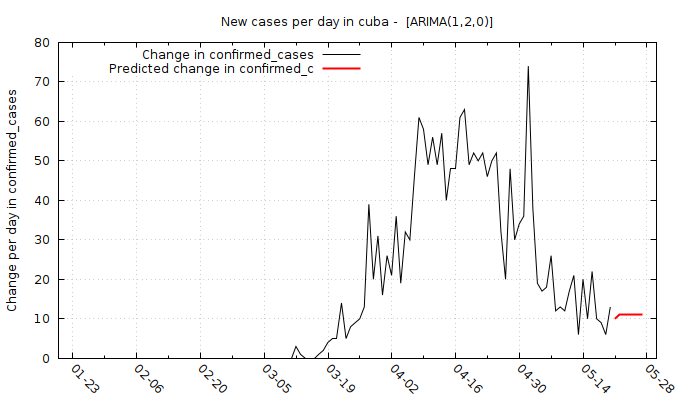 New cases per day in cuba -  [ARIMA(1,2,0)]
Change in confirmed_cases
Predicted change in confirmed_c
Change per day in confirmed_cases
80
70
60
50
40
30
20
10
0
01-23 02-06 02-20 03-05 03-19 04-02 04-16 04-30 05-14 05-28